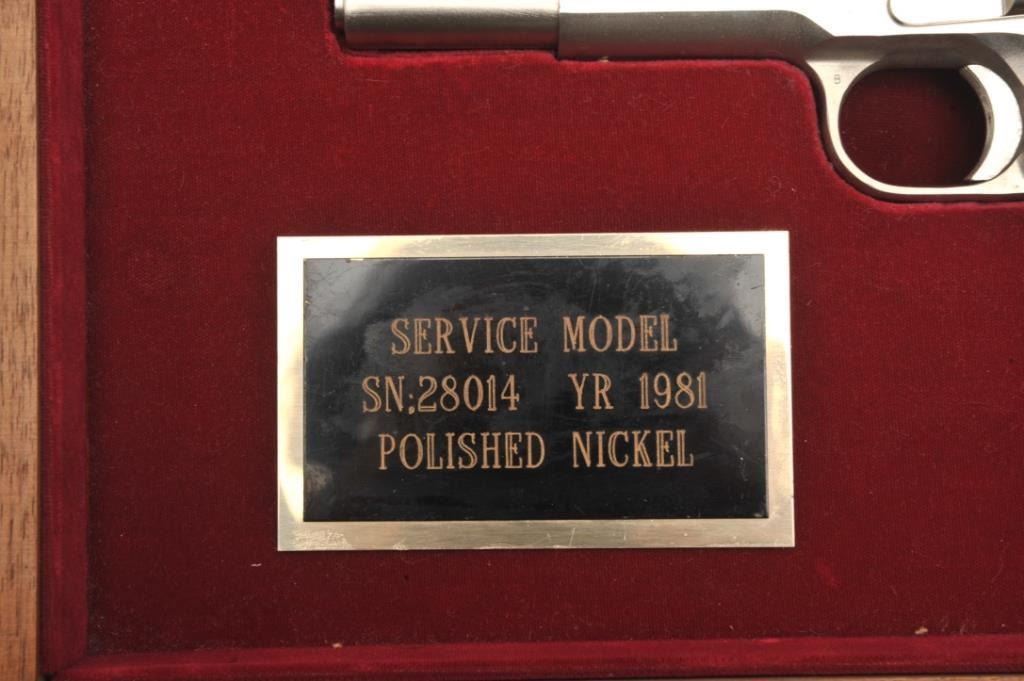 B
SERVICE MODEL
SN:28014 YR 1981
POLISHED NICKEL